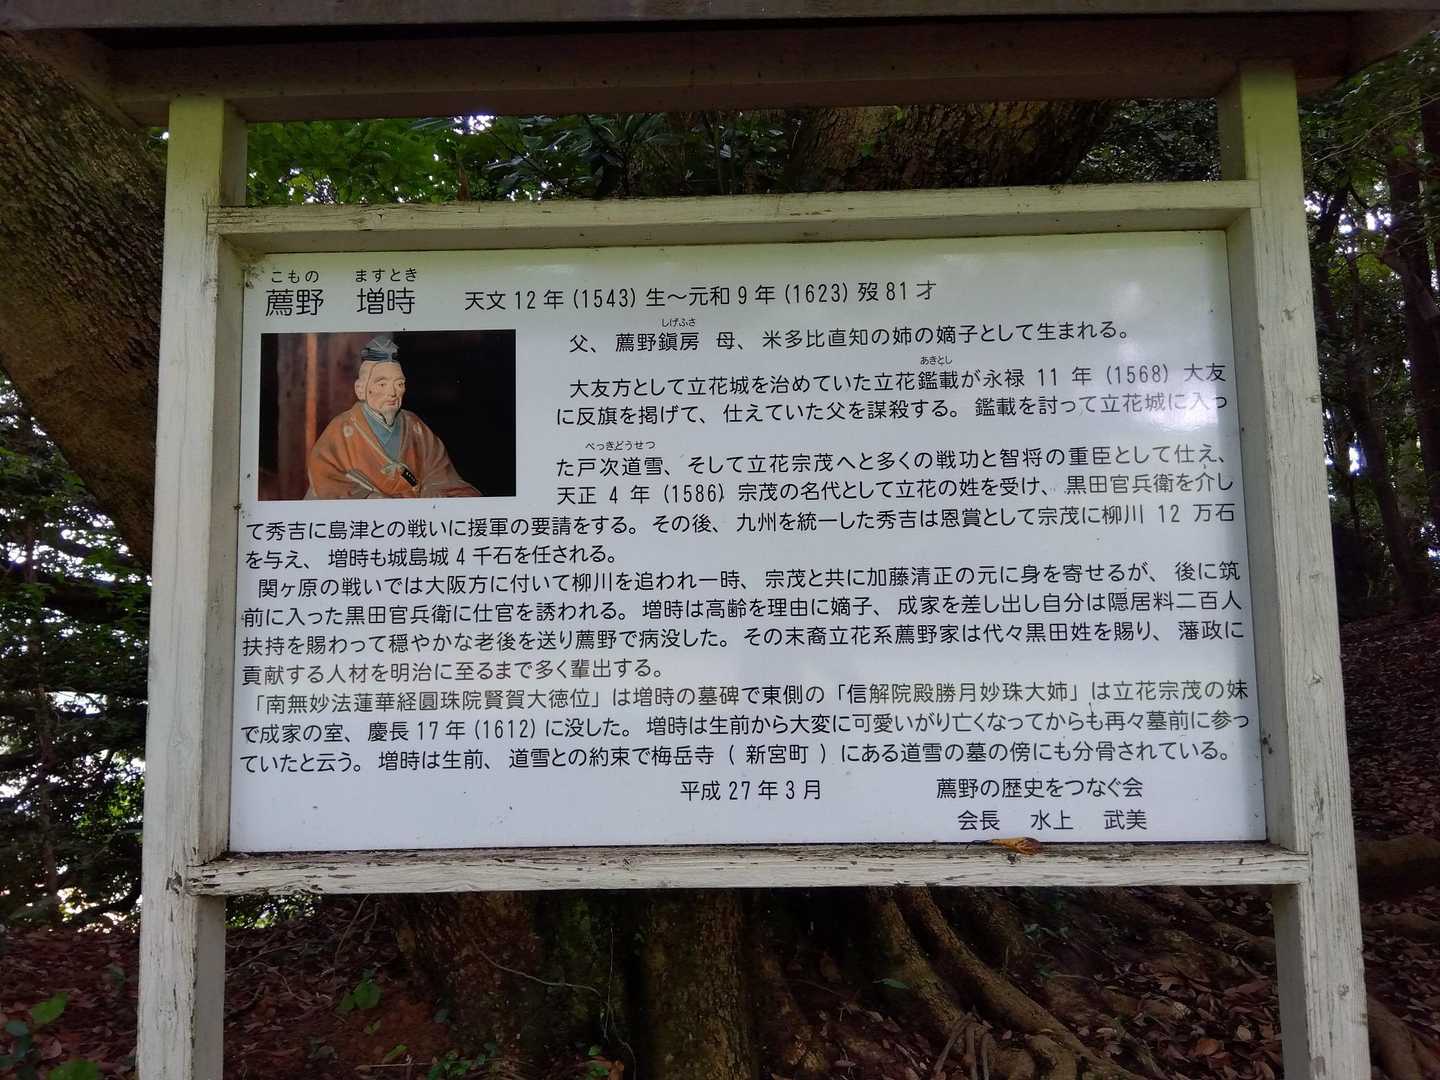 こもの ますとき
薦野 増時 天文12年(1543)生～元和9年(1623)歿81才
しげふさ
父、薦野鎭房 母、米多比直知の姉の嫡子として生まれる。
あきとし
大友方として立花城を治めていた立花鑑載が永禄 11 年 (1568) 大友
に反旗を掲げて、仕えていた父を謀殺する。鑑載を討って立花城に入っ
べっきどうせつ
た戸次道雪、そして立花宗茂へと多くの戦功と智将の重臣として仕え、
天正 4 年 (1586) 宗茂の名代として立花の姓を受け、黒田官兵衛を介し
て秀吉に島津との戦いに援軍の要請をする。その後、九州を統一した秀吉は恩賞として宗茂に柳川 12 万石
を与え、増時も城島城4千石を任される。
関ヶ原の戦いでは大阪方に付いて柳川を追われ一時、宗茂と共に加藤清正の元に身を寄せるが、後に筑
前に入った黒田官兵衛に仕官を誘われる。増時は高齢を理由に嫡子、成家を差し出し自分は隠居料二百人
扶持を賜わって穏やかな老後を送り薦野で病没した。その末裔立花系薦野家は代々黒田姓を賜り、藩政に
貢献する人材を明治に至るまで多く輩出する。
「南無妙法蓮華経圓珠院賢賀大徳位」は増時の墓碑で東側の「信解院殿勝月妙珠大姉」は立花宗茂の妹
で成家の室、慶長17年(1612)に没した。増時は生前から大変に可愛いがり亡くなってからも再々墓前に参っ
ていたと云う。増時は生前、道雪との約束で梅岳寺 ( 新宮町 ) にある道雪の墓の傍にも分骨されている。
平成27年3月 薦野の歴史をつなぐ会
会長 水上 武美